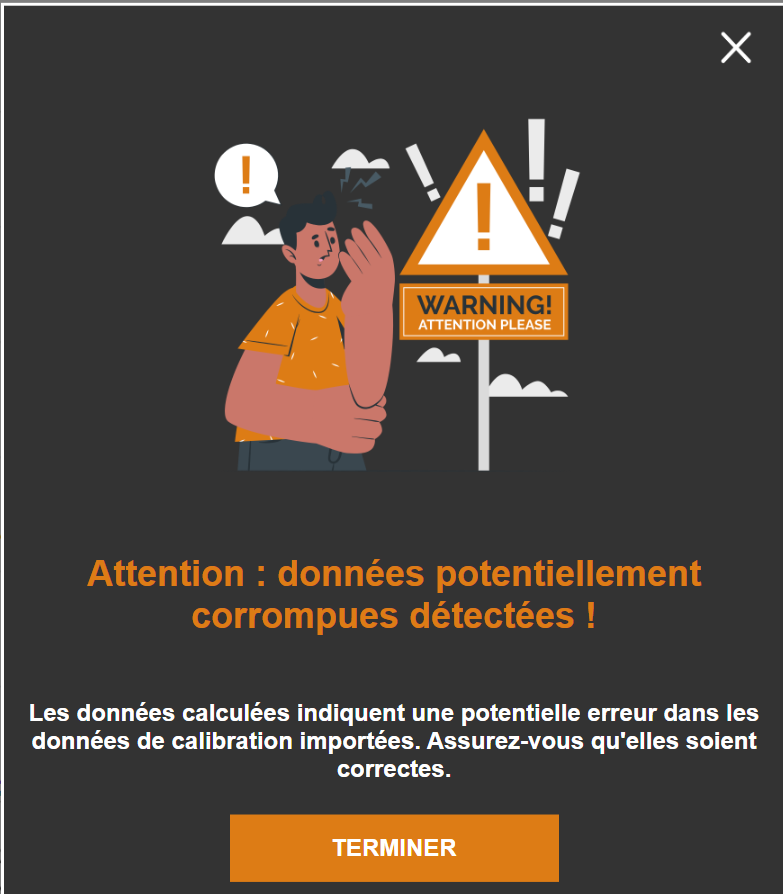 !
!
!
!
!
WARNING!
ATTENTION PLEASE
Attention : données potentiellement
corrompues détectées !
Les données calculées indiquent une potentielle erreur dans les
données de calibration importées. Assurez-vous qu'elles soient
correctes.
TERMINER